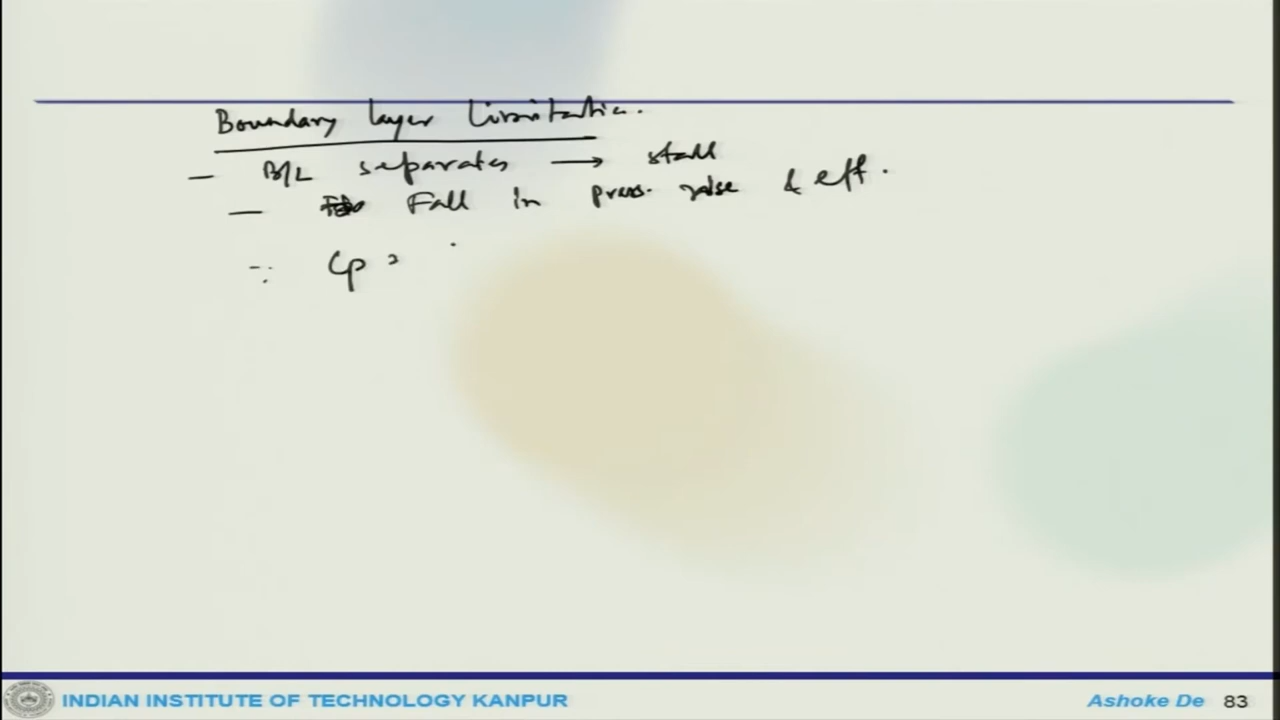 Boundary layer Limitation.
— B/L separates → stall
— Fall in press. rise & eff.
∵ Cp =
INDIAN INSTITUTE OF TECHNOLOGY KANPUR
Ashoke De 83